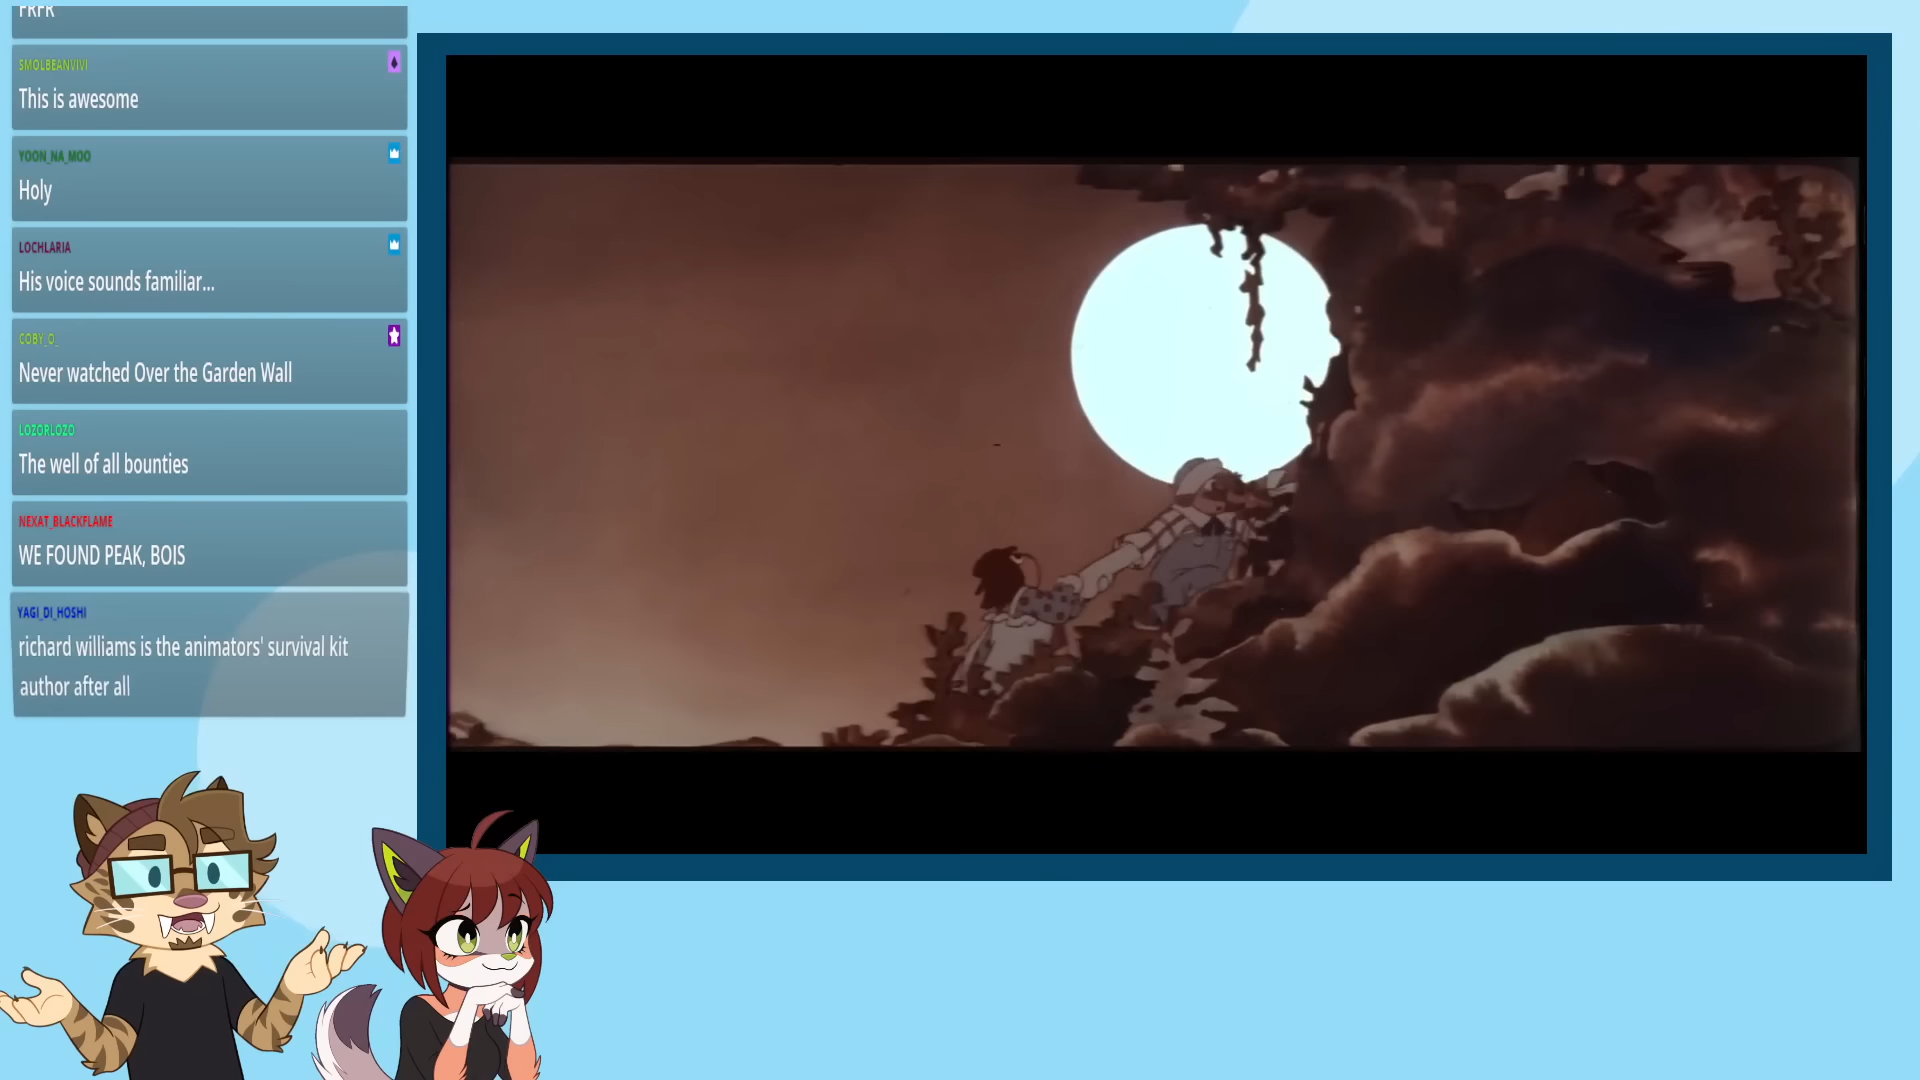 FRFR
SMOLBEANVIVI
This is awesome
YOON_NA_MOO
Holy
LOCHLARIA
His voice sounds familiar...
COBY_O_
Never watched Over the Garden Wall
LOZORLOZO
The well of all bounties
NEXAT_BLACKFLAME
WE FOUND PEAK, BOIS
YAGI_DI_HOSHI
richard williams is the animators' survival kit
author after all